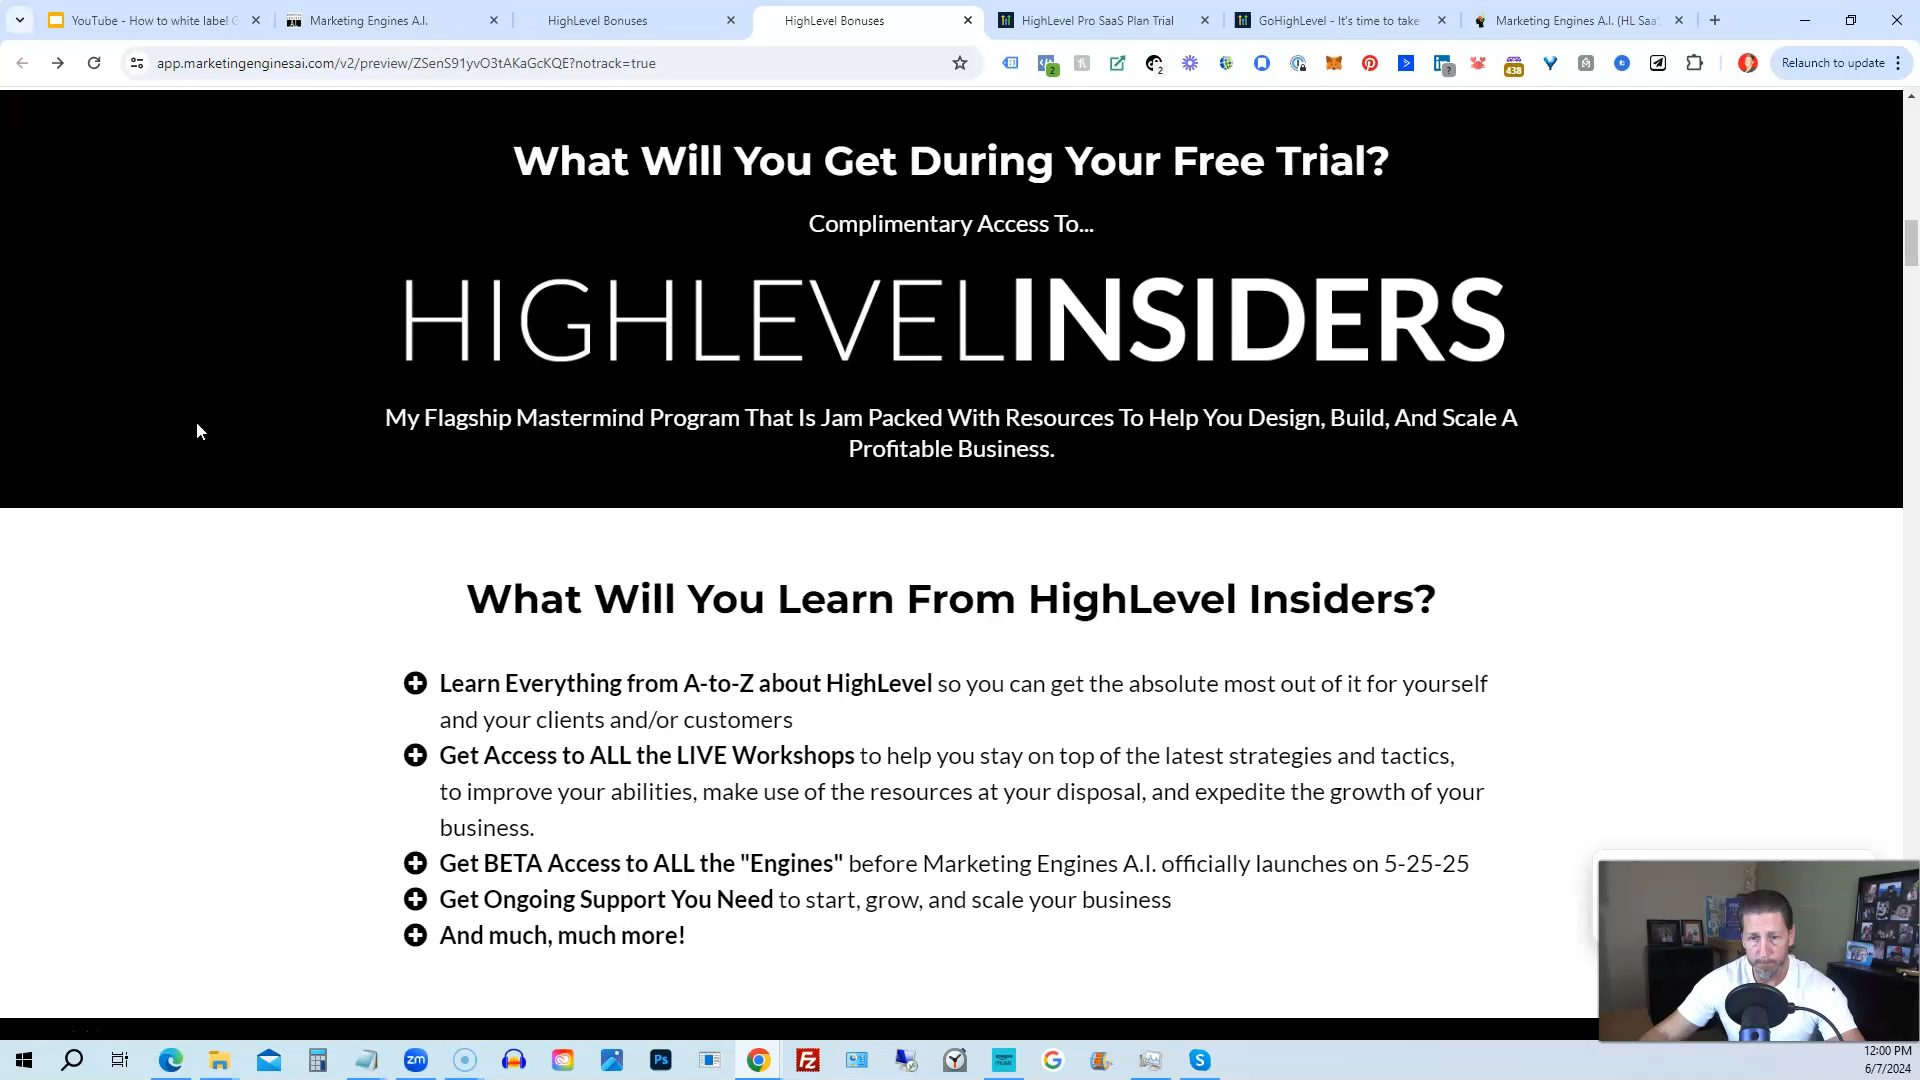 YouTube - How to white label G
Marketing Engines A.I.
HighLevel Bonuses
HighLevel Bonuses
HighLevel Pro SaaS Plan Trial
GoHighLevel - It's time to take
Marketing Engines A.I. (HL SaaS
app.marketingenginesai.com/v2/preview/ZSenS91yvO3tAKaGcKQE?notrack=true
2
2
?
438
Relaunch to update
What Will You Get During Your Free Trial?
Complimentary Access To...
HIGHLEVELINSIDERS
My Flagship Mastermind Program That Is Jam Packed With Resources To Help You Design, Build, And Scale A
Profitable Business.
What Will You Learn From HighLevel Insiders?
Learn Everything from A-to-Z about HighLevel so you can get the absolute most out of it for yourself
and your clients and/or customers
Get Access to ALL the LIVE Workshops to help you stay on top of the latest strategies and tactics,
to improve your abilities, make use of the resources at your disposal, and expedite the growth of your
business.
Get BETA Access to ALL the "Engines" before Marketing Engines A.I. officially launches on 5-25-25
Get Ongoing Support You Need to start, grow, and scale your business
And much, much more!
zm
Ps
Fz
amazon
music
12:00 PM
6/7/2024